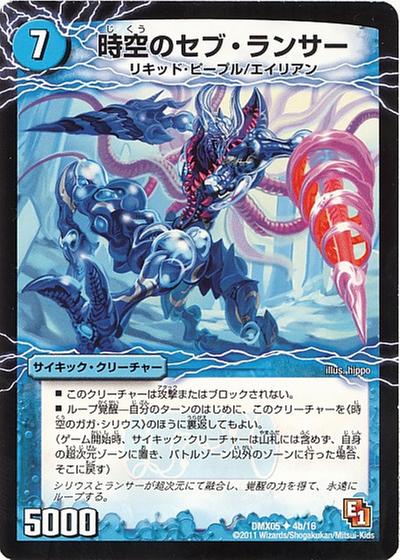 7
じくう
時空のセブ・ランサー
リキッド・ピープル/エイリアン
illus. hippo
サイキック・クリーチャー
■ このクリーチャーは攻撃またはブロックされない。
■ ループ覚醒―自分のターンのはじめに、このクリーチャーを《時
空のガガ・シリウス》のほうに裏返してもよい。
(ゲーム開始時、サイキック・クリーチャーは山札には含めず、自身
の超次元ゾーンに置き、バトルゾーン以外のゾーンに行った場合、
そこに戻す)
シリウスとランサーが超次元にて融合し、覚醒の力を得て、永遠に
ループする。
5000
DMX05 ◆ 4b/16
©2011 Wizards/Shogakukan/Mitsui-Kids
E1